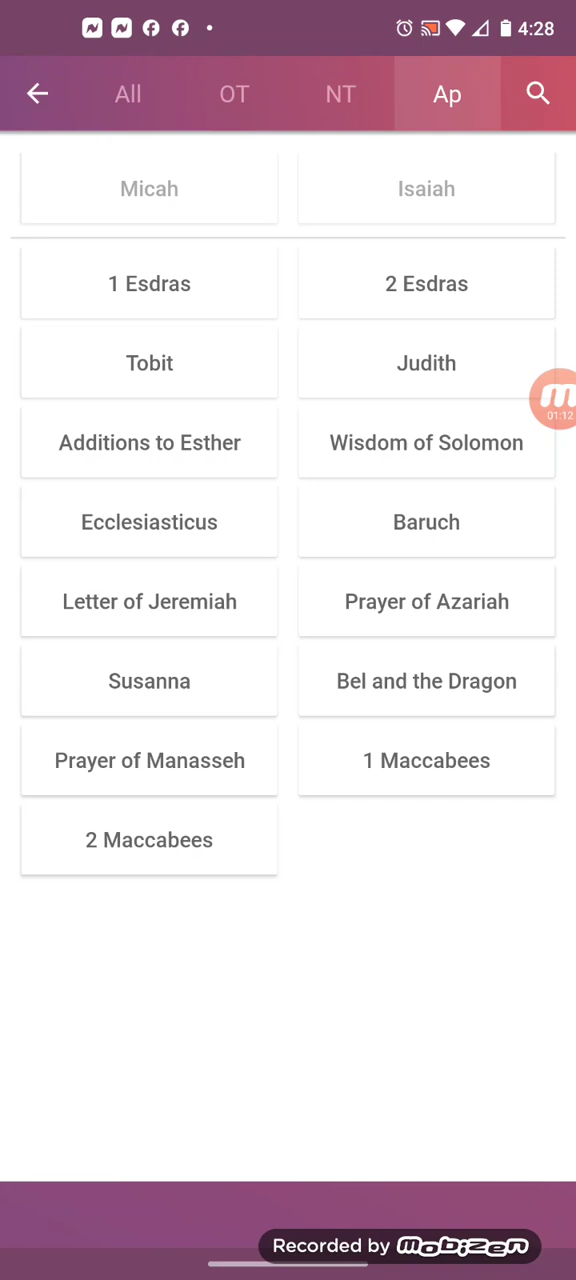 4:28
All OT NT Ap
Micah Isaiah
1 Esdras 2 Esdras
Tobit Judith
01:12
Additions to Esther Wisdom of Solomon
Ecclesiasticus Baruch
Letter of Jeremiah Prayer of Azariah
Susanna Bel and the Dragon
Prayer of Manasseh 1 Maccabees
2 Maccabees
Recorded by mobizen